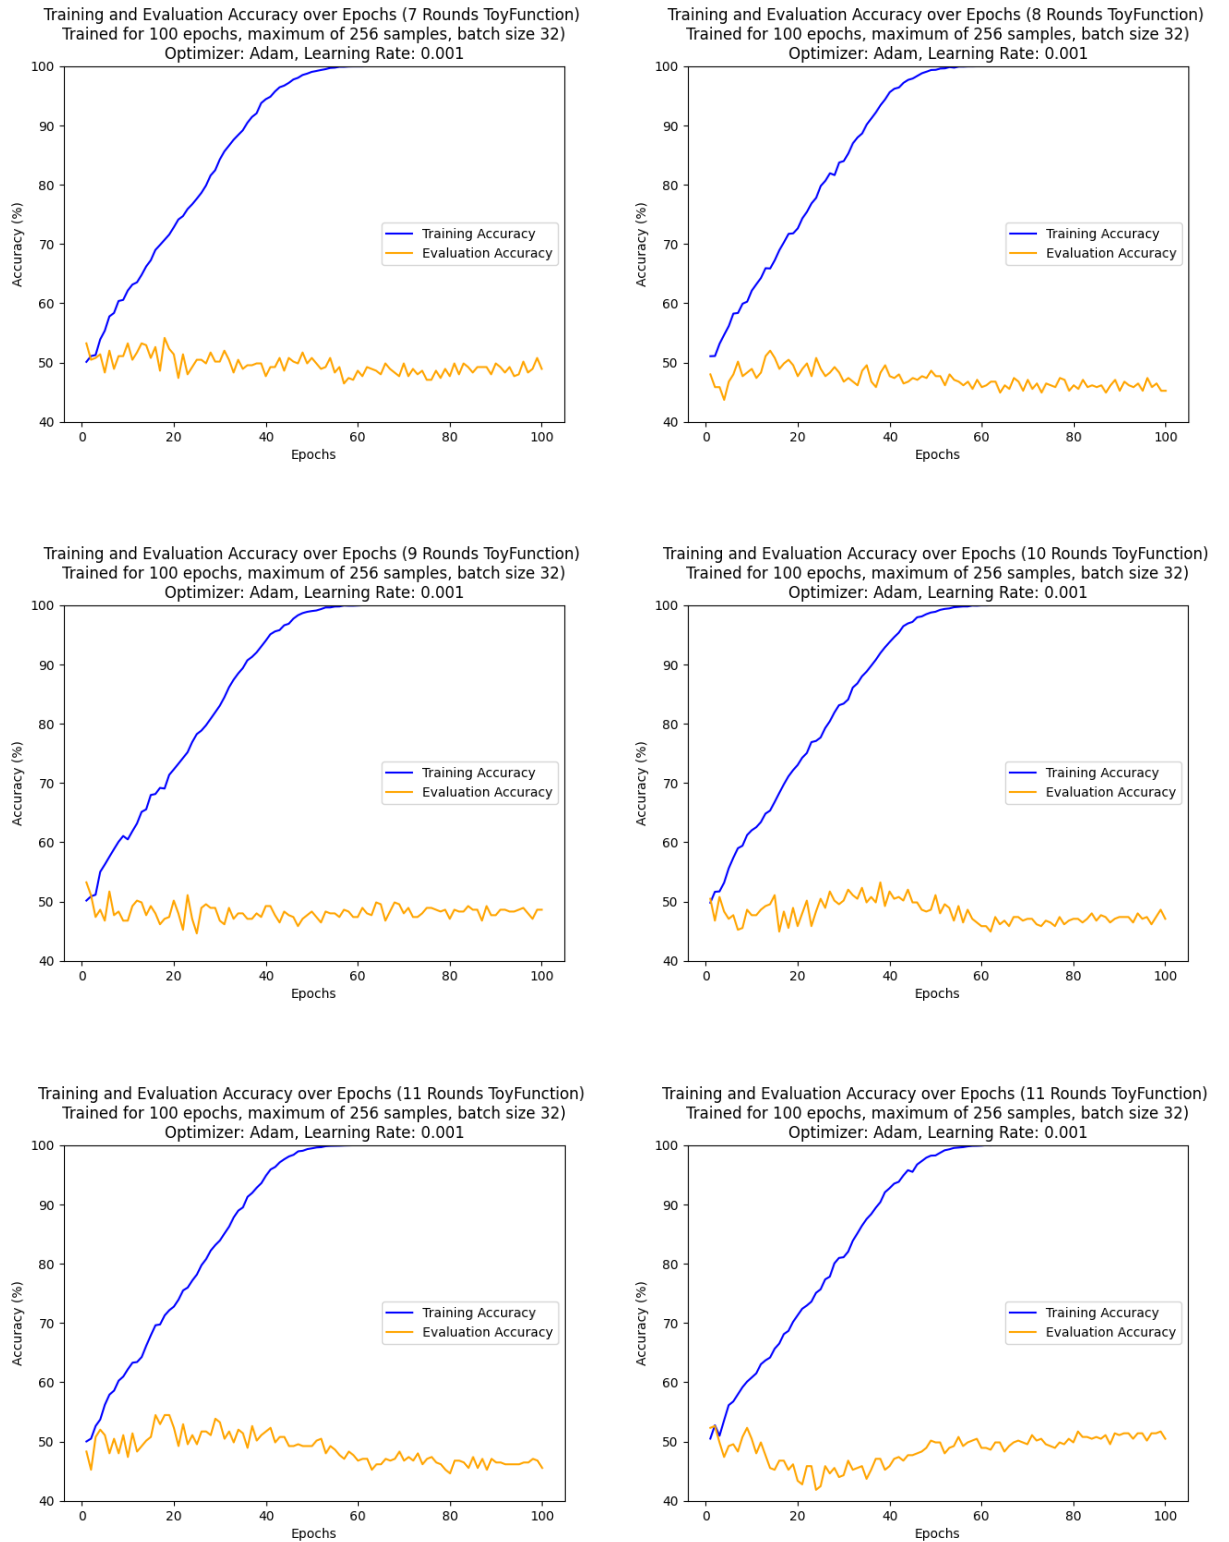 Training and Evaluation Accuracy over Epochs (7 Rounds ToyFunction)
Trained for 100 epochs, maximum of 256 samples, batch size 32)
Optimizer: Adam, Learning Rate: 0.001
100
90
80
70
60
50
40
Accuracy (%)
Training Accuracy
Evaluation Accuracy
0 20 40 60 80 100
Epochs
Training and Evaluation Accuracy over Epochs (8 Rounds ToyFunction)
Trained for 100 epochs, maximum of 256 samples, batch size 32)
Optimizer: Adam, Learning Rate: 0.001
100
90
80
70
60
50
40
Accuracy (%)
Training Accuracy
Evaluation Accuracy
0 20 40 60 80 100
Epochs
Training and Evaluation Accuracy over Epochs (9 Rounds ToyFunction)
Trained for 100 epochs, maximum of 256 samples, batch size 32)
Optimizer: Adam, Learning Rate: 0.001
100
90
80
70
60
50
40
Accuracy (%)
Training Accuracy
Evaluation Accuracy
0 20 40 60 80 100
Epochs
Training and Evaluation Accuracy over Epochs (10 Rounds ToyFunction)
Trained for 100 epochs, maximum of 256 samples, batch size 32)
Optimizer: Adam, Learning Rate: 0.001
100
90
80
70
60
50
40
Accuracy (%)
Training Accuracy
Evaluation Accuracy
0 20 40 60 80 100
Epochs
Training and Evaluation Accuracy over Epochs (11 Rounds ToyFunction)
Trained for 100 epochs, maximum of 256 samples, batch size 32)
Optimizer: Adam, Learning Rate: 0.001
100
90
80
70
60
50
40
Accuracy (%)
Training Accuracy
Evaluation Accuracy
0 20 40 60 80 100
Epochs
Training and Evaluation Accuracy over Epochs (11 Rounds ToyFunction)
Trained for 100 epochs, maximum of 256 samples, batch size 32)
Optimizer: Adam, Learning Rate: 0.001
100
90
80
70
60
50
40
Accuracy (%)
Training Accuracy
Evaluation Accuracy
0 20 40 60 80 100
Epochs